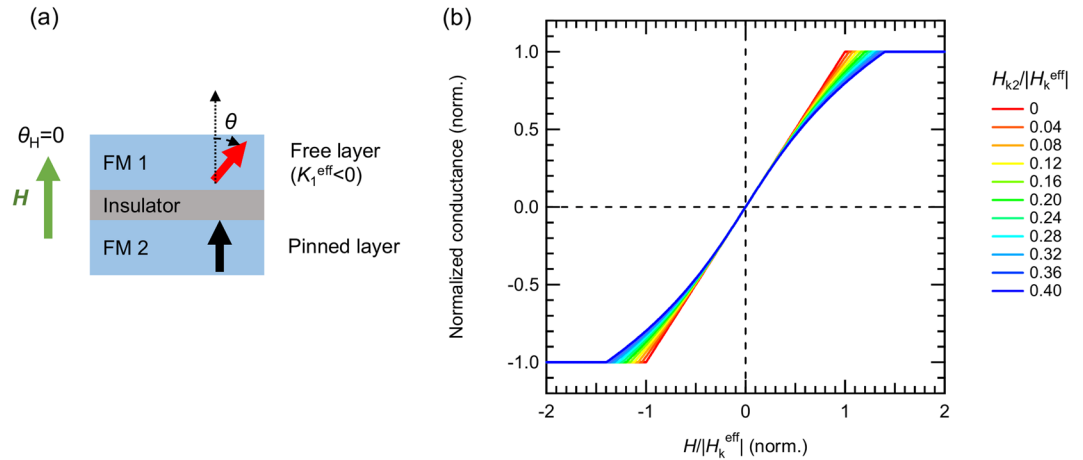 (a)
θH=0
H
θ
FM 1
Free layer
(K1eff<0)
Insulator
FM 2
Pinned layer
(b)
Normalized conductance (norm.)
1.0
0.5
0.0
-0.5
-1.0
-2
-1
0
1
2
H/|Hkeff| (norm.)
Hk2/|Hkeff|
0
0.04
0.08
0.12
0.16
0.20
0.24
0.28
0.32
0.36
0.40